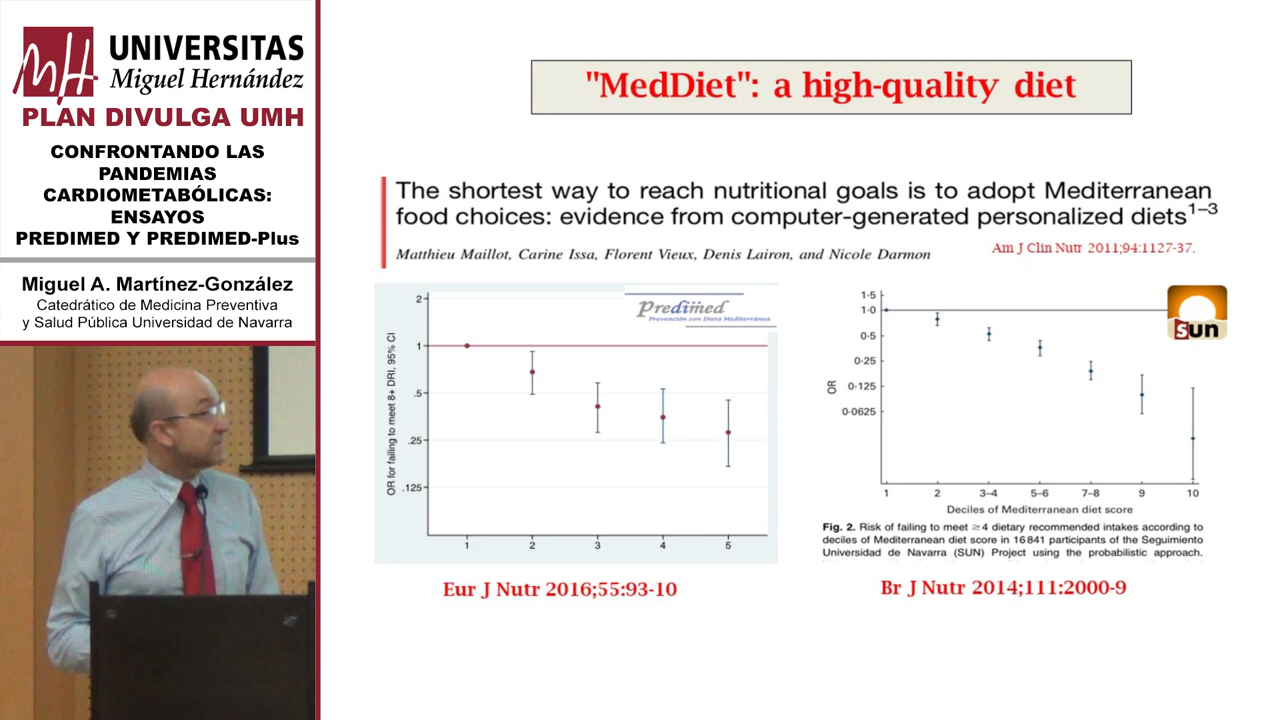 UNIVERSITAS
Miguel Hernández
PLAN DIVULGA UMH
CONFRONTANDO LAS
PANDEMIAS
CARDIOMETABÓLICAS:
ENSAYOS
PREDIMED Y PREDIMED-Plus
Miguel A. Martínez-González
Catedrático de Medicina Preventiva
y Salud Pública Universidad de Navarra
"MedDiet": a high-quality diet
The shortest way to reach nutritional goals is to adopt Mediterranean
food choices: evidence from computer-generated personalized diets1–3
Matthieu Maillot, Carine Issa, Florent Vieux, Denis Lairon, and Nicole Darmon
Am J Clin Nutr 2011;94:1127-37.
Predimed
Prevención con Dieta Mediterránea
OR for failing to meet 8+ DRI, 95% CI
2
1
.5
.25
.125
1 2 3 4 5
Eur J Nutr 2016;55:93-10
sun
OR
1·5
1·0
0·5
0·25
0·125
0·0625
1 2 3–4 5–6 7–8 9 10
Deciles of Mediterranean diet score
Fig. 2. Risk of failing to meet ≥4 dietary recommended intakes according to
deciles of Mediterranean diet score in 16 841 participants of the Seguimiento
Universidad de Navarra (SUN) Project using the probabilistic approach.
Br J Nutr 2014;111:2000-9